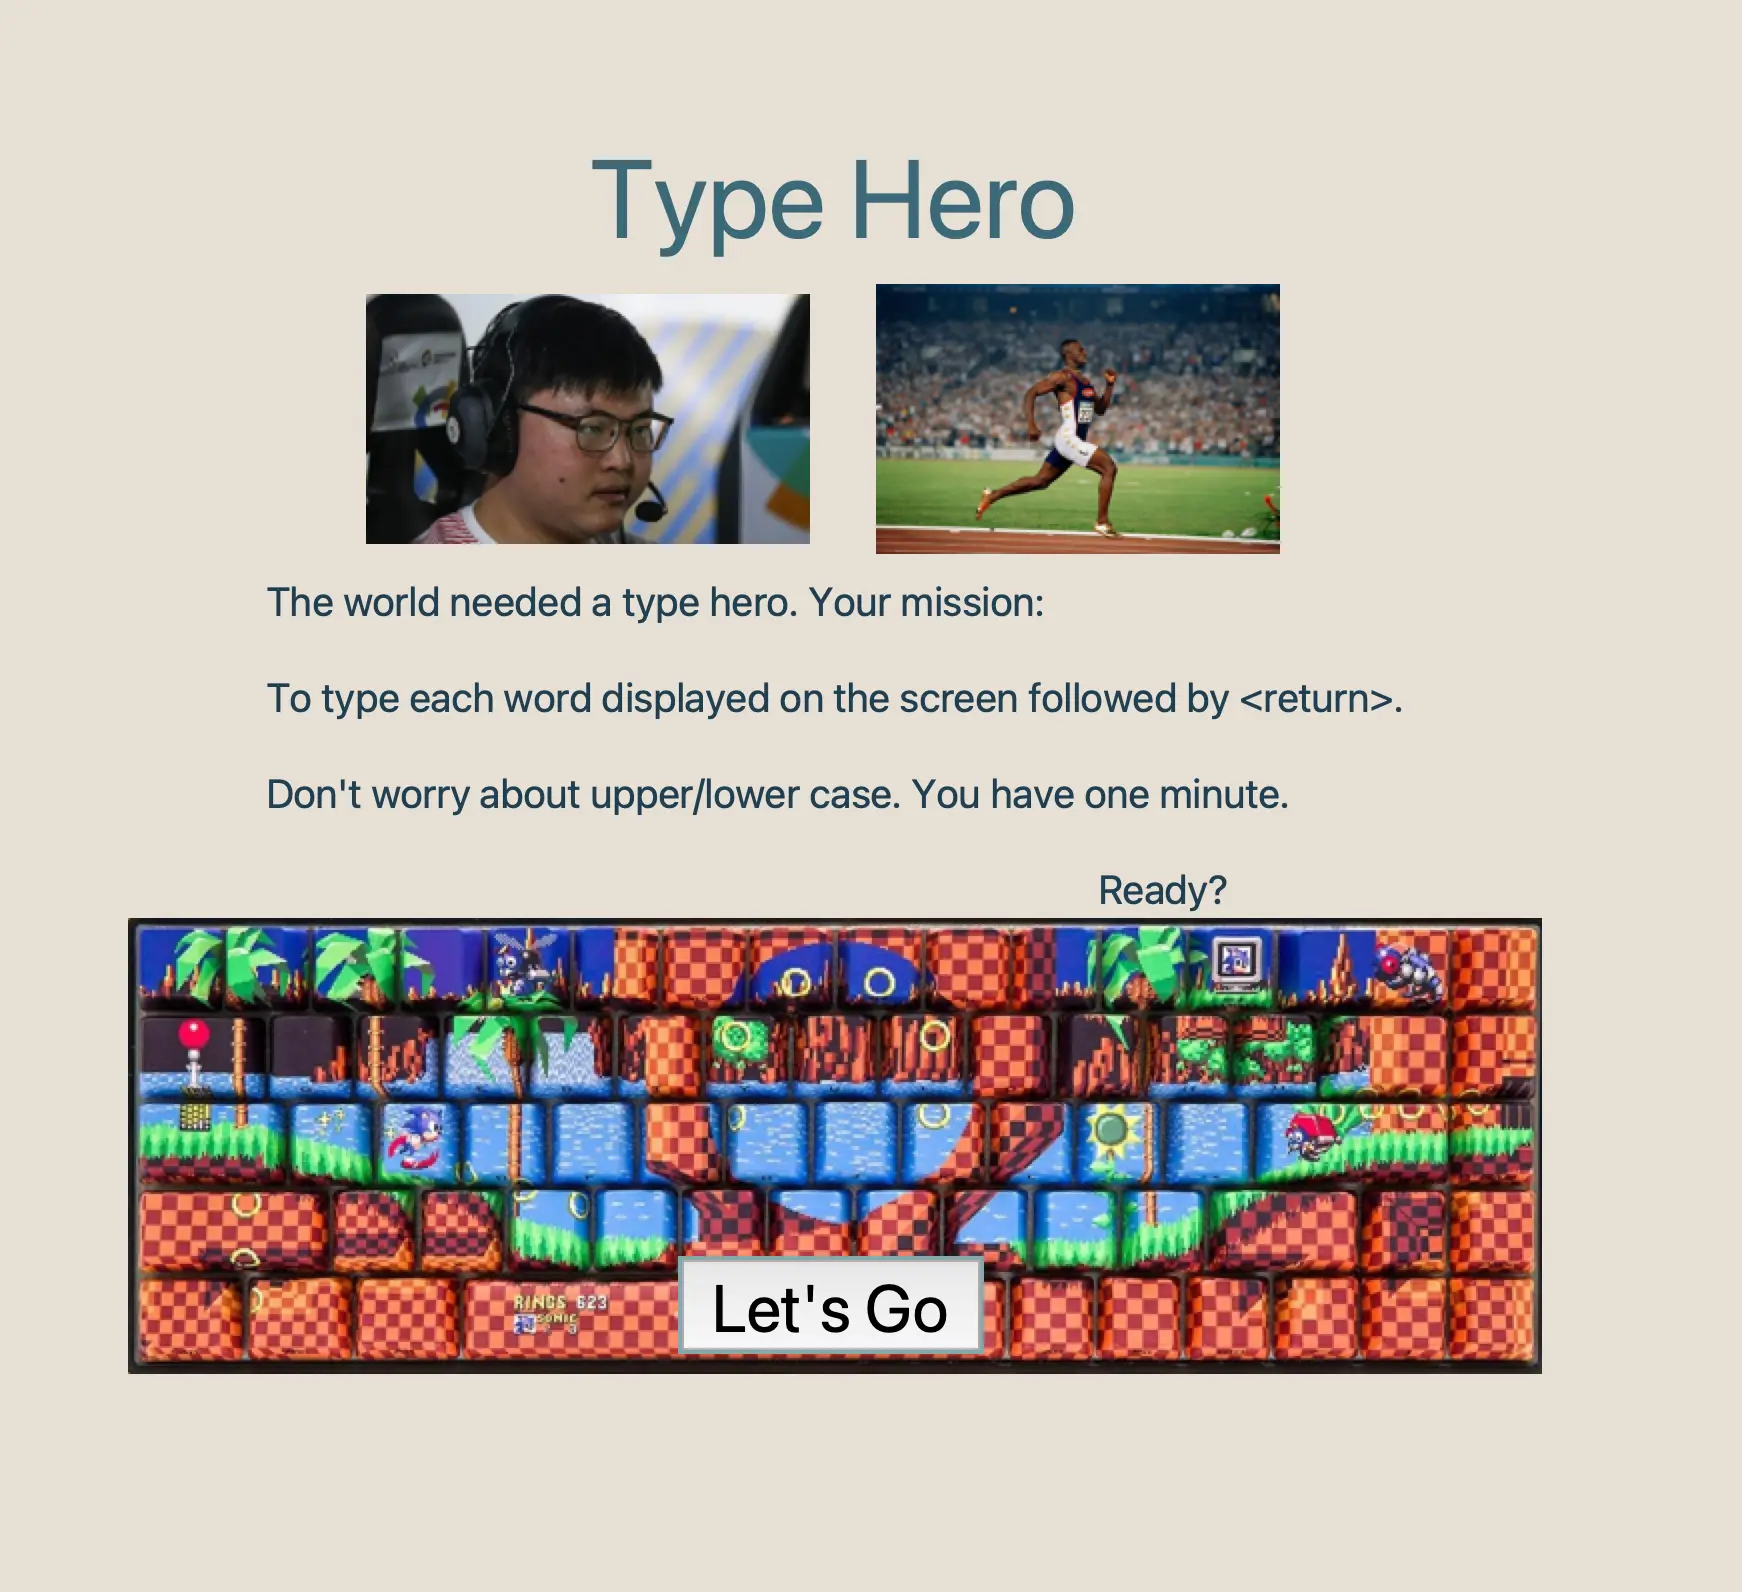 Type Hero
The world needed a type hero. Your mission:
To type each word displayed on the screen followed by <return>.
Don't worry about upper/lower case. You have one minute.
Ready?
RINGS 623
SONIC
3
Let's Go